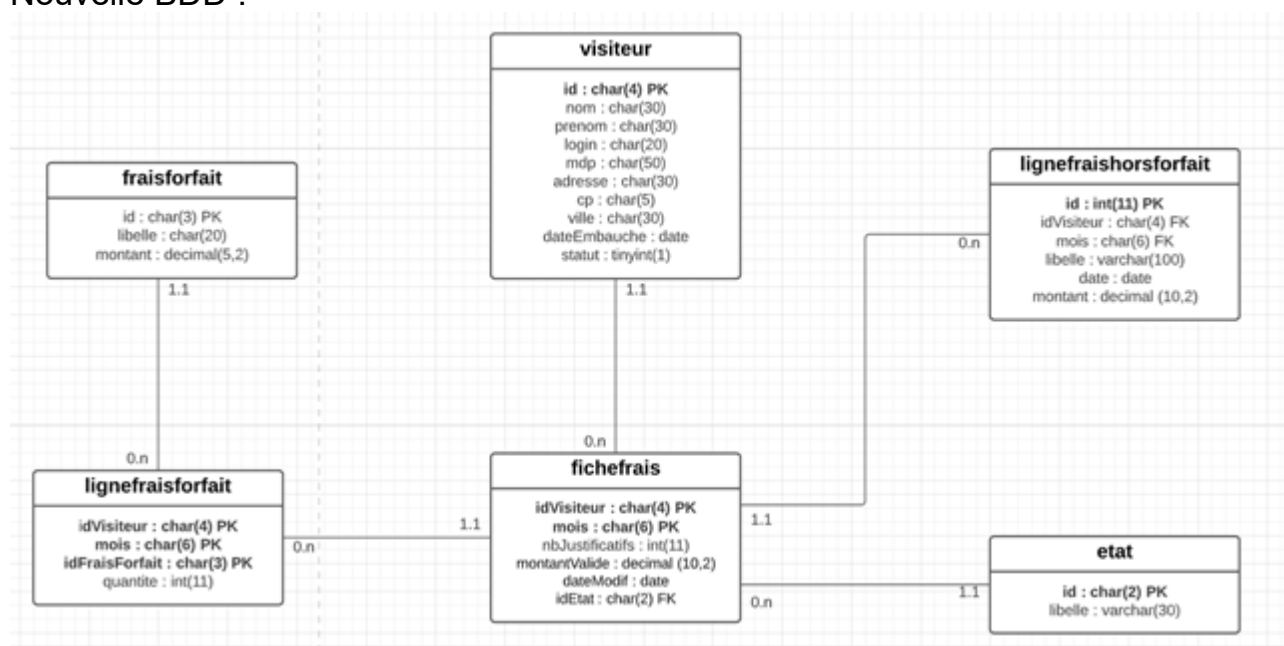 Nouvelle BDD :
visiteur
id : char(4) PK
nom : char(30)
prenom : char(30)
login : char(20)
mdp : char(50)
adresse : char(30)
cp : char(5)
ville : char(30)
dateEmbauche : date
statut : tinyint(1)
fraisforfait
id : char(3) PK
libelle : char(20)
montant : decimal(5,2)
lignefraishorsforfait
id : int(11) PK
idVisiteur : char(4) FK
mois : char(6) FK
libelle : varchar(100)
date : date
montant : decimal (10,2)
0.n
1.1
1.1
0.n
0.n
lignefraisforfait
idVisiteur : char(4) PK
mois : char(6) PK
idFraisForfait : char(3) PK
quantite : int(11)
0.n
1.1
fichefrais
idVisiteur : char(4) PK
mois : char(6) PK
nbJustificatifs : int(11)
montantValide : decimal (10,2)
dateModif : date
idEtat : char(2) FK
1.1
0.n
1.1
etat
id : char(2) PK
libelle : varchar(30)